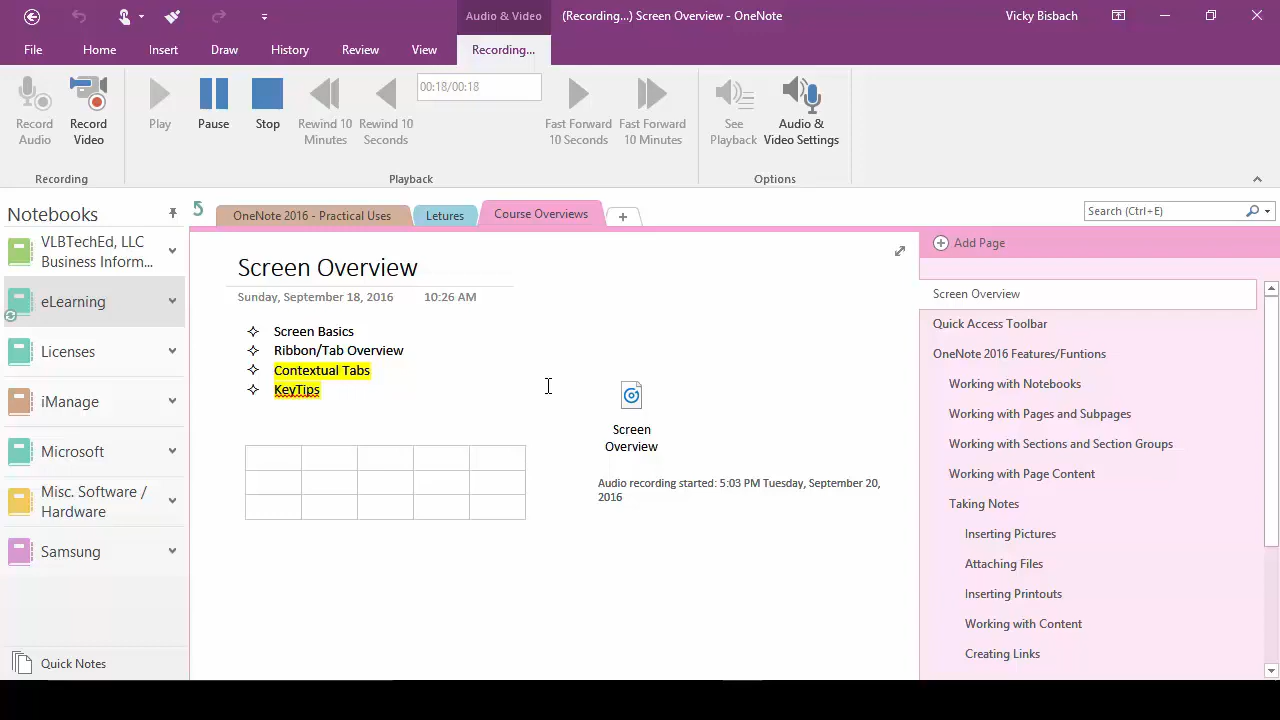 Audio & Video
(Recording...) Screen Overview - OneNote
Vicky Bisbach
File
Home
Insert
Draw
History
Review
View
Recording...
Record Audio
Record Video
Play
Pause
Stop
Rewind 10 Minutes
Rewind 10 Seconds
00:18/00:18
Fast Forward 10 Seconds
Fast Forward 10 Minutes
See Playback
Audio & Video Settings
Recording
Playback
Options
Notebooks
VLBTechEd, LLC
Business Inform...
eLearning
Licenses
iManage
Microsoft
Misc. Software /
Hardware
Samsung
Quick Notes
OneNote 2016 - Practical Uses
Letures
Course Overviews
Search (Ctrl+E)
Screen Overview
Sunday, September 18, 2016 10:26 AM
Screen Basics
Ribbon/Tab Overview
Contextual Tabs
KeyTips
Screen
Overview
Audio recording started: 5:03 PM Tuesday, September 20,
2016
Add Page
Screen Overview
Quick Access Toolbar
OneNote 2016 Features/Funtions
Working with Notebooks
Working with Pages and Subpages
Working with Sections and Section Groups
Working with Page Content
Taking Notes
Inserting Pictures
Attaching Files
Inserting Printouts
Working with Content
Creating Links